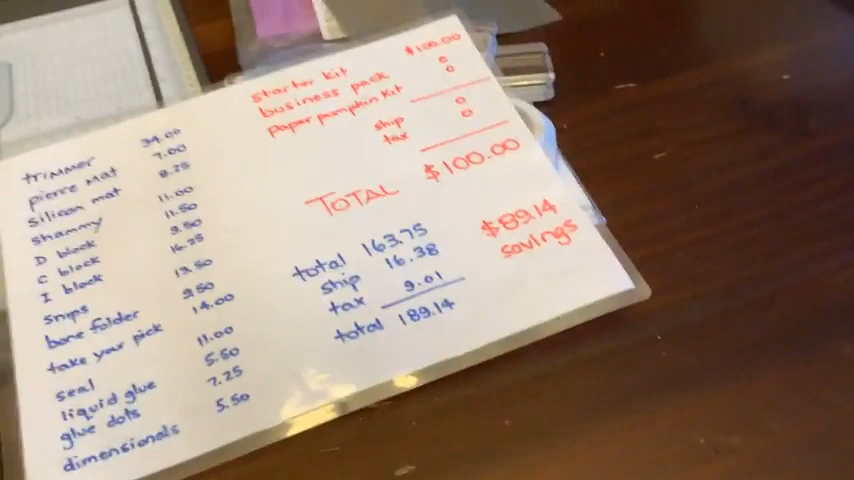 trimmer 34.00
pierre mat 7.00
silicon mat 8.25
shammy 11.00
D block 11.50
C block 9.50
I block 16.25
snips 13.50
bone folder 9.50
take your pick 14.00
seal 11.00
liquid glue 5.50
glue dots 7.25
dimensionals 5.50
starter kit $100.00
business pack 0
paper pumpkin kit 0
ship 0
tax 0
TOTAL $100.00
total 163.75
ship 16.38
tax 9.01
total 189.14
$89.14
savings